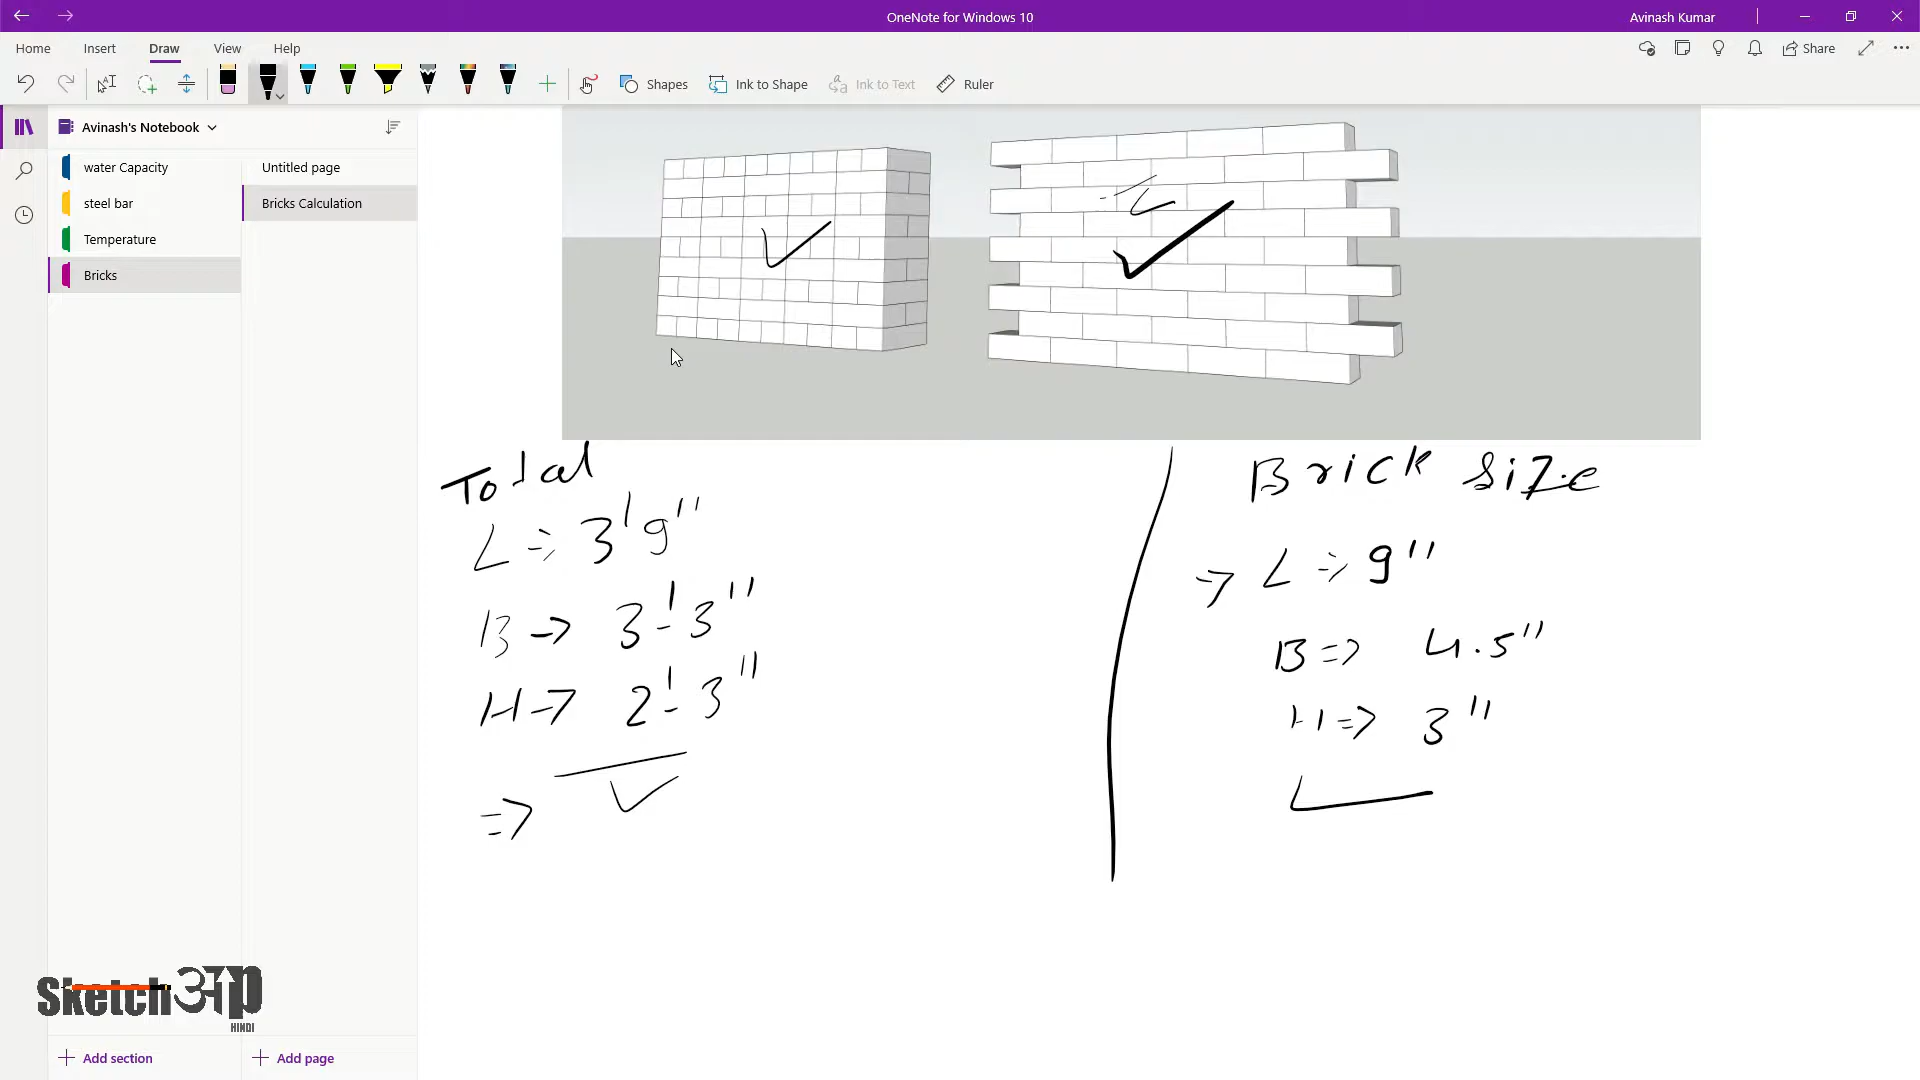 OneNote for Windows 10
Avinash Kumar
Home Insert Draw View Help
Share
Shapes Ink to Shape Ink to Text Ruler
Avinash's Notebook
water Capacity
steel bar
Temperature
Bricks
Untitled page
Bricks Calculation
Total
L => 3'9"
B → 3'-3"
H → 2'-3"
=>
Brick size
=> L => 9"
B => 4.5"
H => 3"
Sketchअप
HINDI
Add section
Add page